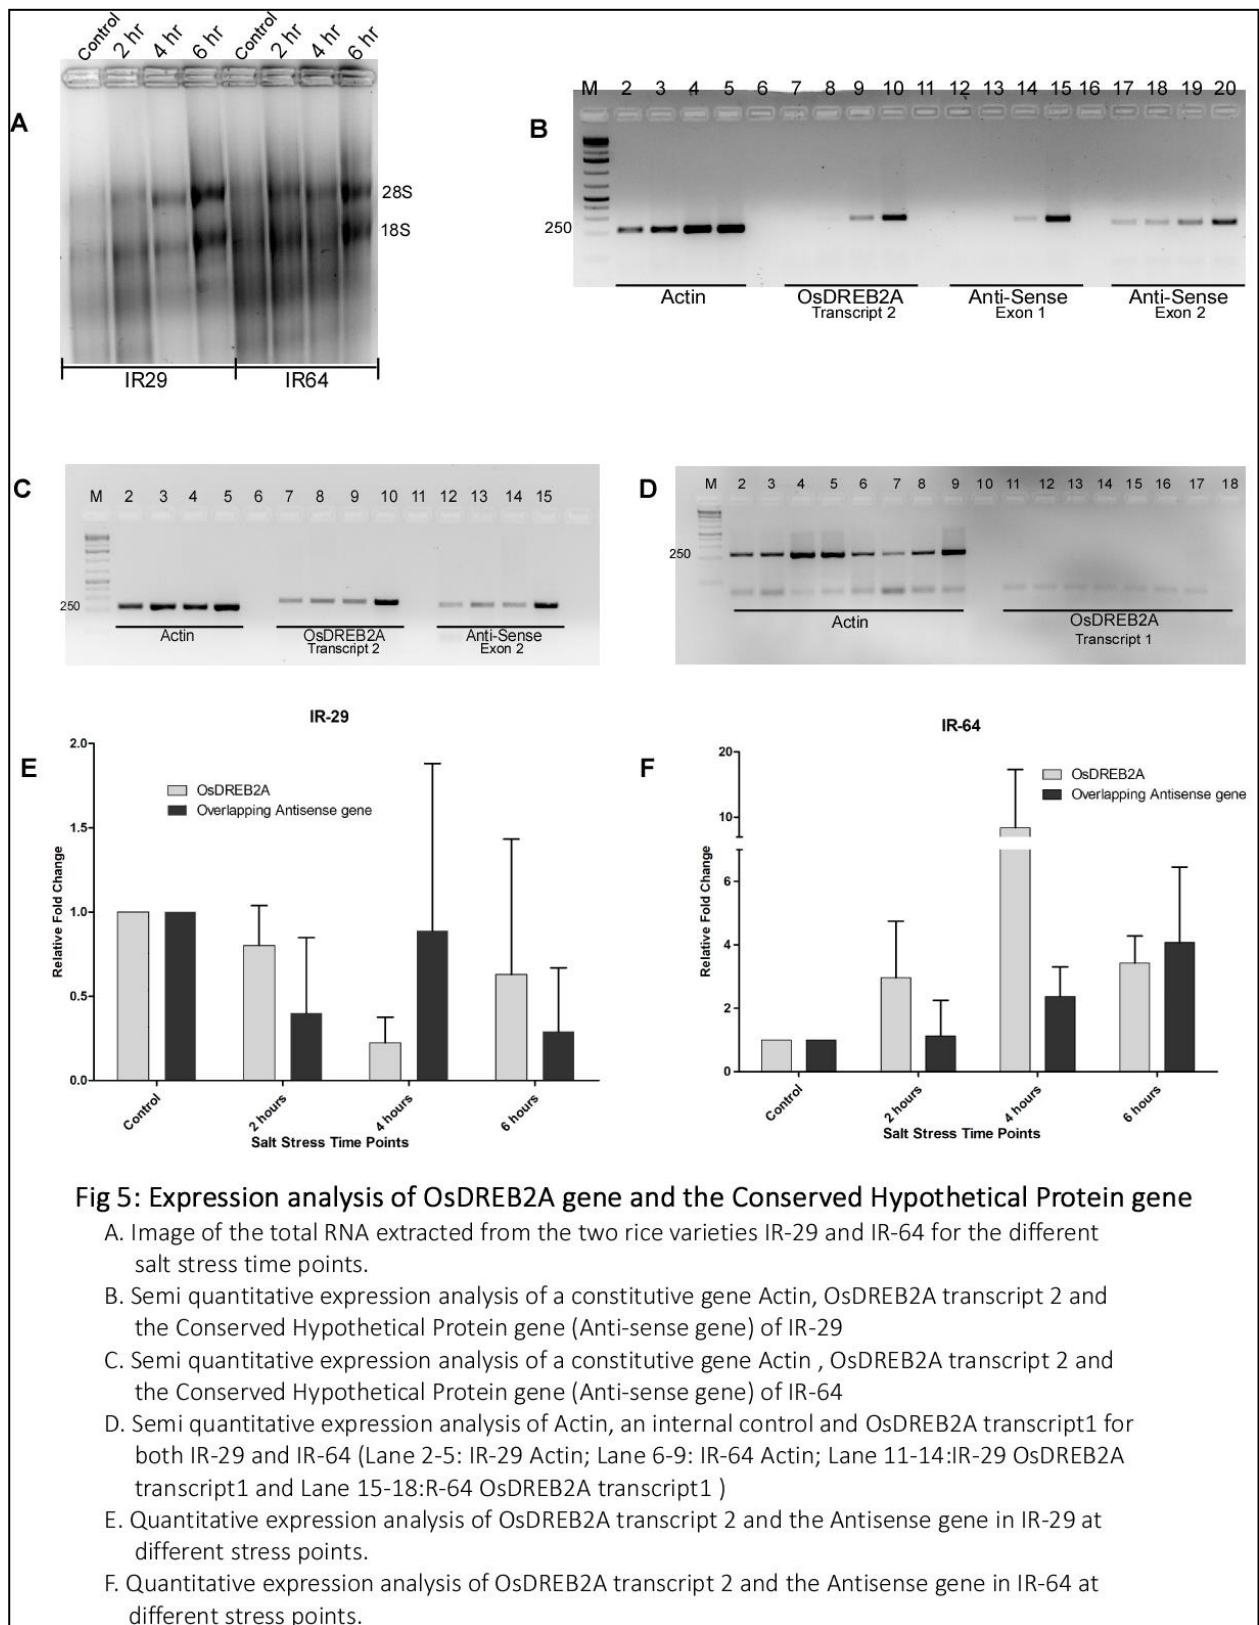 Control 2 hr 4 hr 6 hr Control 2 hr 4 hr 6 hr
A
28S
18S
IR29 IR64
M 2 3 4 5 6 7 8 9 10 11 12 13 14 15 16 17 18 19 20
B
250
Actin OsDREB2A Anti-Sense Anti-Sense
Transcript 2 Exon 1 Exon 2
C
M 2 3 4 5 6 7 8 9 10 11 12 13 14 15
250
Actin OsDREB2A Anti-Sense
Transcript 2 Exon 2
D
M 2 3 4 5 6 7 8 9 10 11 12 13 14 15 16 17 18
250
Actin OsDREB2A
Transcript 1
IR-29
E
2.0
1.5
1.0
0.5
0.0
Relative Fold Change
OsDREB2A
Overlapping Antisense gene
Control 2 hours 4 hours 6 hours
Salt Stress Time Points
IR-64
F
20
10
6
4
2
0
Relative Fold Change
OsDREB2A
Overlapping Antisense gene
Control 2 hours 4 hours 6 hours
Salt Stress Time Points
Fig 5: Expression analysis of OsDREB2A gene and the Conserved Hypothetical Protein gene
A. Image of the total RNA extracted from the two rice varieties IR-29 and IR-64 for the different
salt stress time points.
B. Semi quantitative expression analysis of a constitutive gene Actin, OsDREB2A transcript 2 and
the Conserved Hypothetical Protein gene (Anti-sense gene) of IR-29
C. Semi quantitative expression analysis of a constitutive gene Actin , OsDREB2A transcript 2 and
the Conserved Hypothetical Protein gene (Anti-sense gene) of IR-64
D. Semi quantitative expression analysis of Actin, an internal control and OsDREB2A transcript1 for
both IR-29 and IR-64 (Lane 2-5: IR-29 Actin; Lane 6-9: IR-64 Actin; Lane 11-14:IR-29 OsDREB2A
transcript1 and Lane 15-18:R-64 OsDREB2A transcript1 )
E. Quantitative expression analysis of OsDREB2A transcript 2 and the Antisense gene in IR-29 at
different stress points.
F. Quantitative expression analysis of OsDREB2A transcript 2 and the Antisense gene in IR-64 at
different stress points.